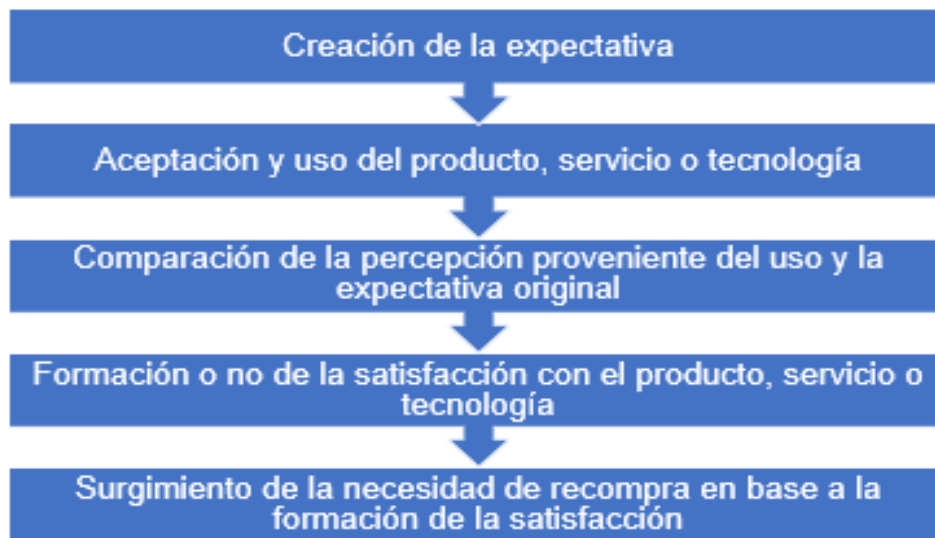 Creación de la expectativa
Aceptación y uso del producto, servicio o tecnología
Comparación de la percepción proveniente del uso y la
expectativa original
Formación o no de la satisfacción con el producto, servicio o
tecnología
Surgimiento de la necesidad de recompra en base a la
formación de la satisfacción